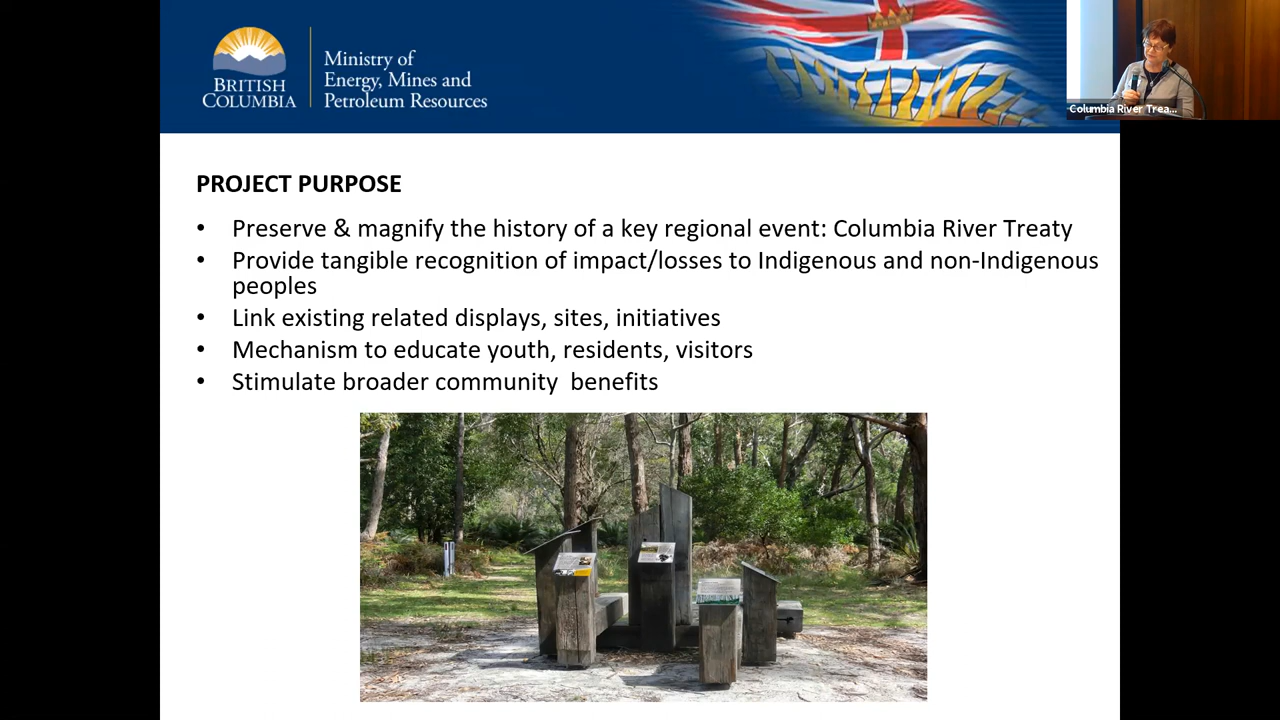 BRITISH
COLUMBIA
Ministry of
Energy, Mines and
Petroleum Resources
Columbia River Trea...
PROJECT PURPOSE
• Preserve & magnify the history of a key regional event: Columbia River Treaty
• Provide tangible recognition of impact/losses to Indigenous and non-Indigenous
peoples
• Link existing related displays, sites, initiatives
• Mechanism to educate youth, residents, visitors
• Stimulate broader community  benefits